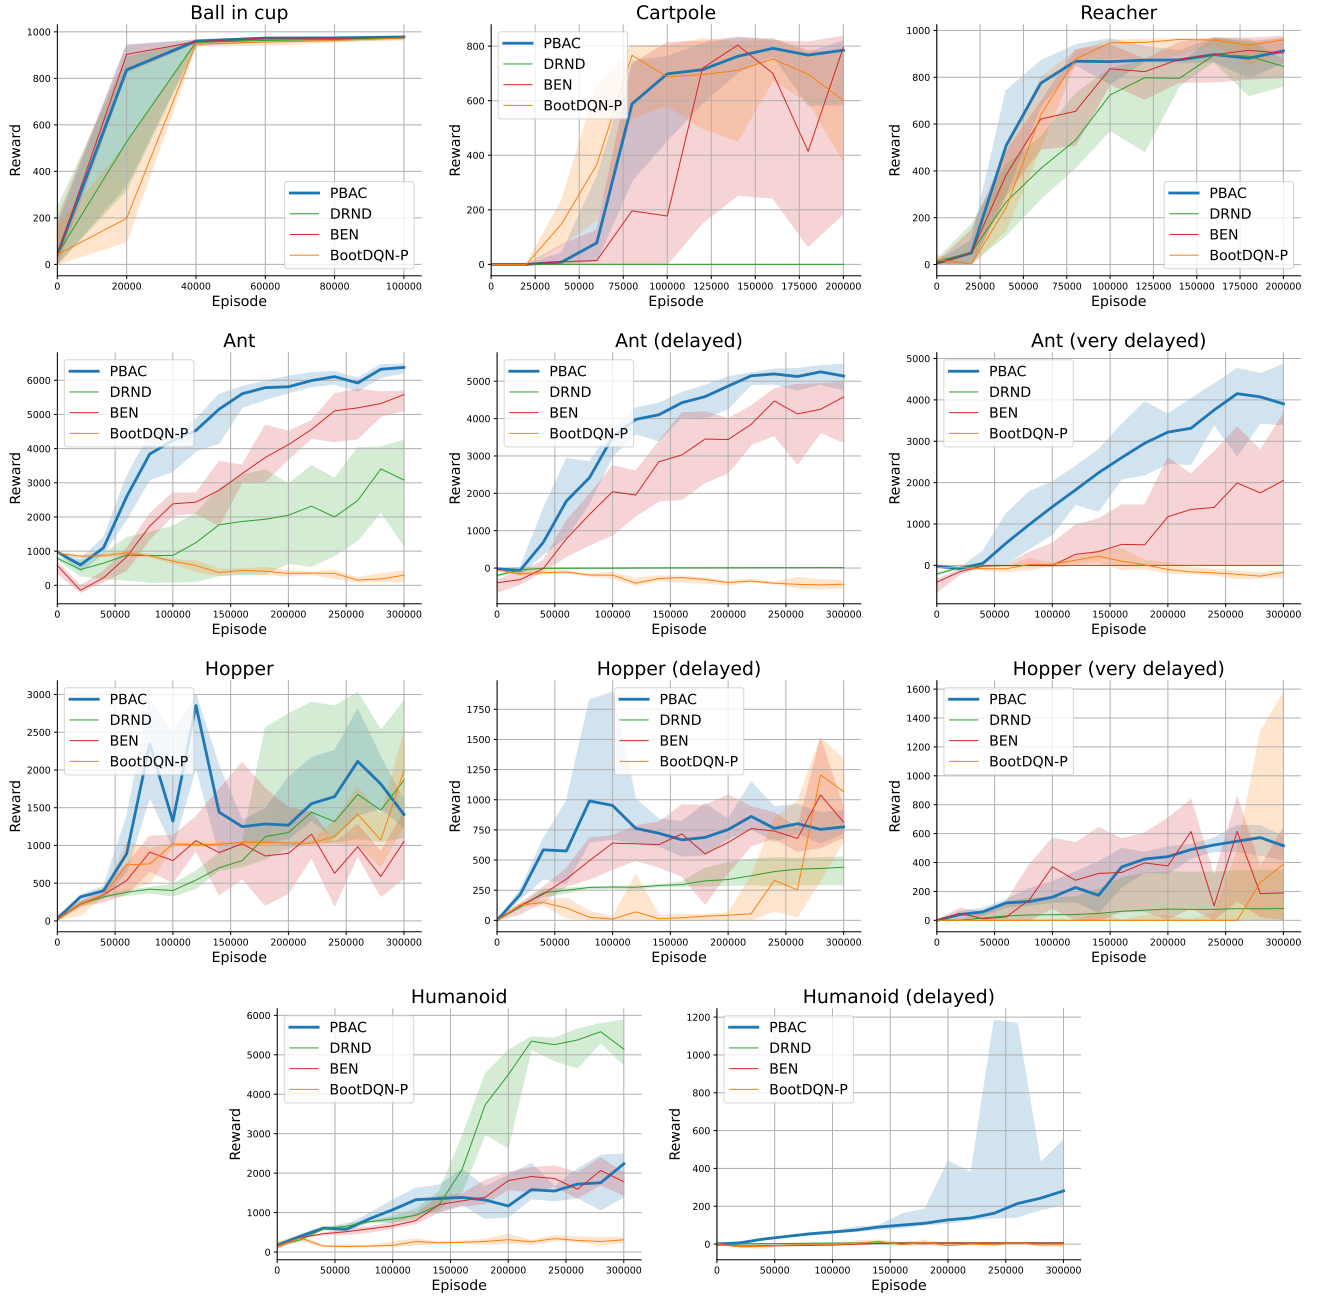 Ball in cup
Reward
1000
800
600
400
200
0
PBAC
DRND
BEN
BootDQN-P
0 20000 40000 60000 80000 100000
Episode
Cartpole
Reward
800
600
400
200
0
PBAC
DRND
BEN
BootDQN-P
0 25000 50000 75000 100000 125000 150000 175000 200000
Episode
Reacher
Reward
1000
800
600
400
200
0
PBAC
DRND
BEN
BootDQN-P
0 25000 50000 75000 100000 125000 150000 175000 200000
Episode
Ant
Reward
6000
5000
4000
3000
2000
1000
0
PBAC
DRND
BEN
BootDQN-P
0 50000 100000 150000 200000 250000 300000
Episode
Ant (delayed)
Reward
5000
4000
3000
2000
1000
0
PBAC
DRND
BEN
BootDQN-P
0 50000 100000 150000 200000 250000 300000
Episode
Ant (very delayed)
Reward
5000
4000
3000
2000
1000
0
PBAC
DRND
BEN
BootDQN-P
0 50000 100000 150000 200000 250000 300000
Episode
Hopper
Reward
3000
2500
2000
1500
1000
500
0
PBAC
DRND
BEN
BootDQN-P
0 50000 100000 150000 200000 250000 300000
Episode
Hopper (delayed)
Reward
1750
1500
1250
1000
750
500
250
0
PBAC
DRND
BEN
BootDQN-P
0 50000 100000 150000 200000 250000 300000
Episode
Hopper (very delayed)
Reward
1600
1400
1200
1000
800
600
400
200
0
PBAC
DRND
BEN
BootDQN-P
0 50000 100000 150000 200000 250000 300000
Episode
Humanoid
Reward
6000
5000
4000
3000
2000
1000
0
PBAC
DRND
BEN
BootDQN-P
0 50000 100000 150000 200000 250000 300000
Episode
Humanoid (delayed)
Reward
1200
1000
800
600
400
200
0
PBAC
DRND
BEN
BootDQN-P
0 50000 100000 150000 200000 250000 300000
Episode